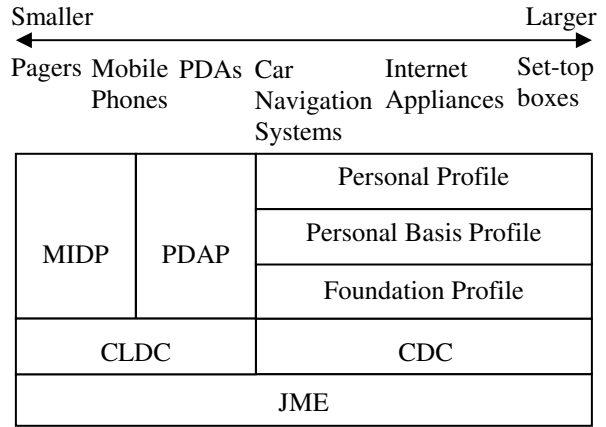 Smaller Larger
Pagers Mobile Phones PDAs Car Navigation Systems Internet Appliances Set-top boxes
Personal Profile
MIDP PDAP Personal Basis Profile
Foundation Profile
CLDC CDC
JME